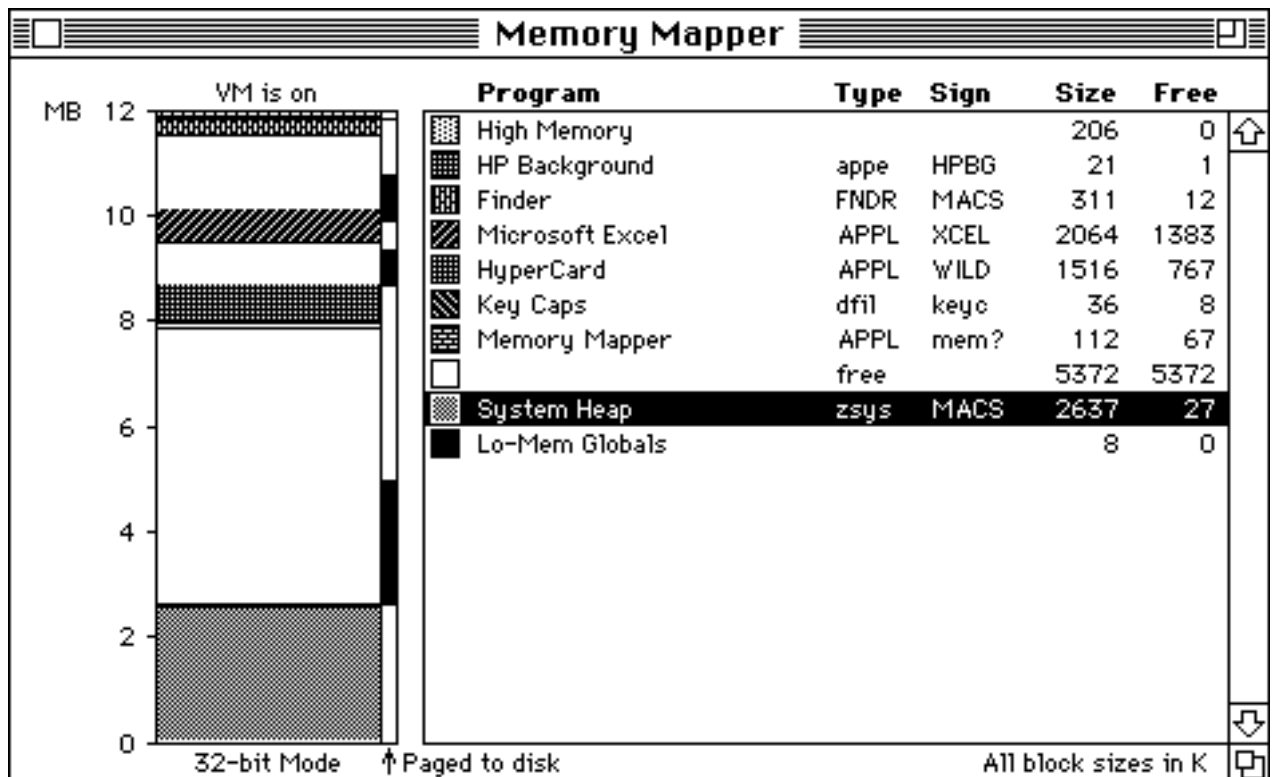 Memory Mapper
VM is on
MB 12
10
8
6
4
2
0
32-bit Mode
Paged to disk
Program Type Sign Size Free
High Memory 206 0
HP Background appe HPBG 21 1
Finder FNDR MACS 311 12
Microsoft Excel APPL XCEL 2064 1383
HyperCard APPL WILD 1516 767
Key Caps dfil keyc 36 8
Memory Mapper APPL mem? 112 67
free 5372 5372
System Heap zsys MACS 2637 27
Lo-Mem Globals 8 0
All block sizes in K